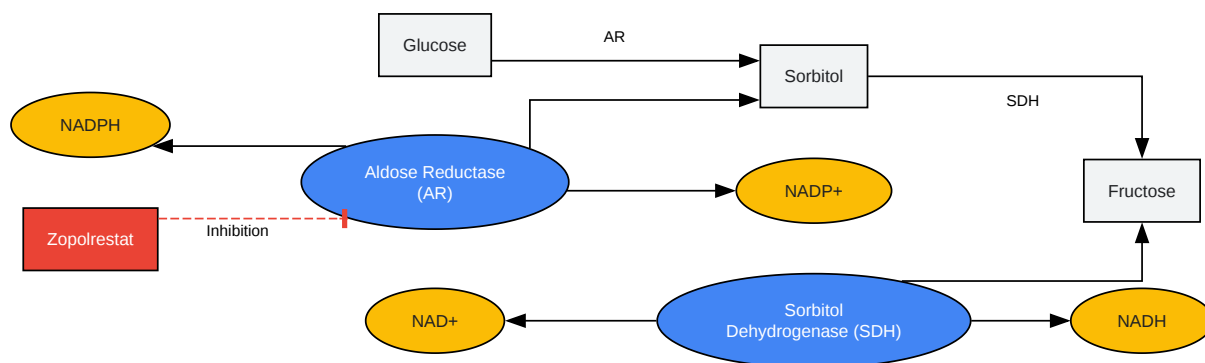 Glucose
AR
Sorbitol
SDH
NADPH
Aldose Reductase
(AR)
NADP+
Fructose
Zopolrestat
Inhibition
NAD+
Sorbitol
Dehydrogenase (SDH)
NADH